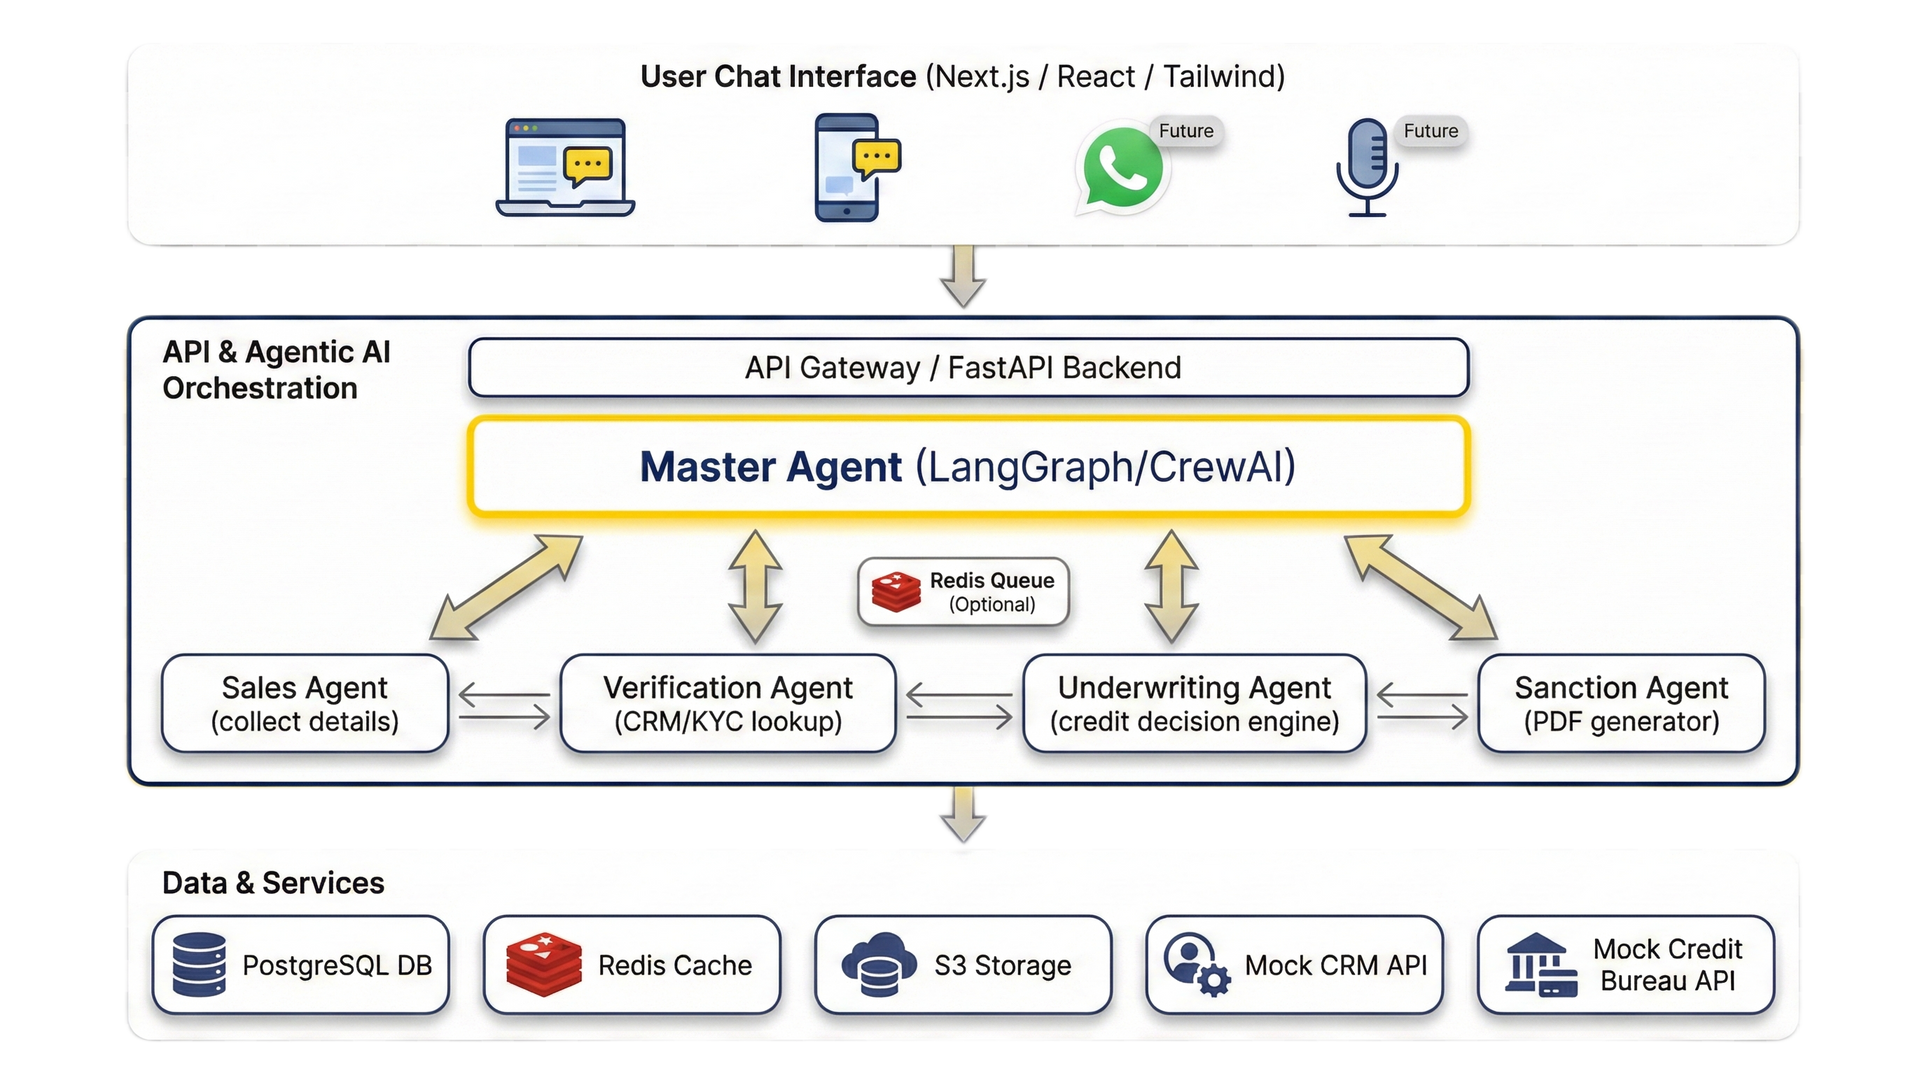 User Chat Interface (Next.js / React / Tailwind)
Future
Future
API & Agentic AI
Orchestration
API Gateway / FastAPI Backend
Master Agent (LangGraph/CrewAI)
Redis Queue
(Optional)
Sales Agent
(collect details)
Verification Agent
(CRM/KYC lookup)
Underwriting Agent
(credit decision engine)
Sanction Agent
(PDF generator)
Data & Services
PostgreSQL DB
Redis Cache
S3 Storage
Mock CRM API
Mock Credit
Bureau API